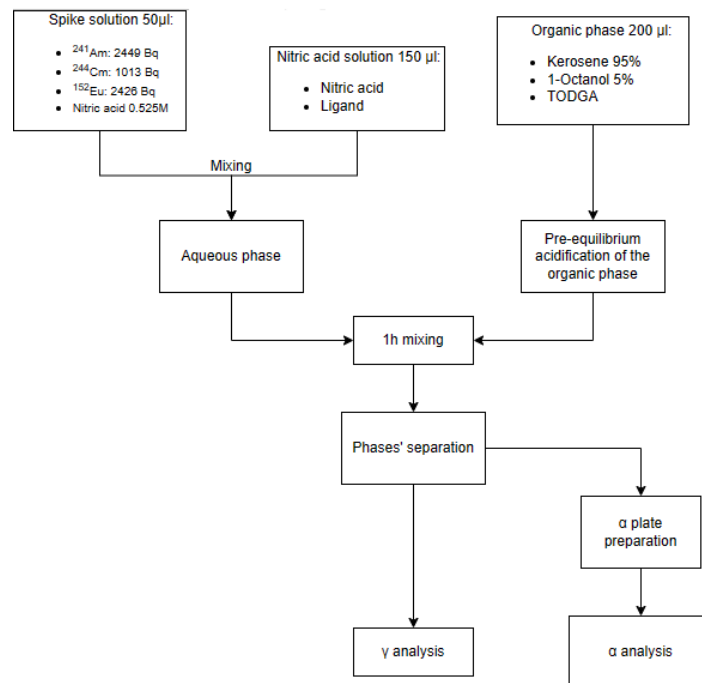 Spike solution 50µl:
• ²⁴¹Am: 2449 Bq
• ²⁴⁴Cm: 1013 Bq
• ¹⁵²Eu: 2426 Bq
• Nitric acid 0.525M
Nitric acid solution 150 µl:
• Nitric acid
• Ligand
Organic phase 200 µl:
• Kerosene 95%
• 1-Octanol 5%
• TODGA
Mixing
Aqueous phase
Pre-equilibrium
acidification of the
organic phase
1h mixing
Phases' separation
α plate
preparation
γ analysis
α analysis